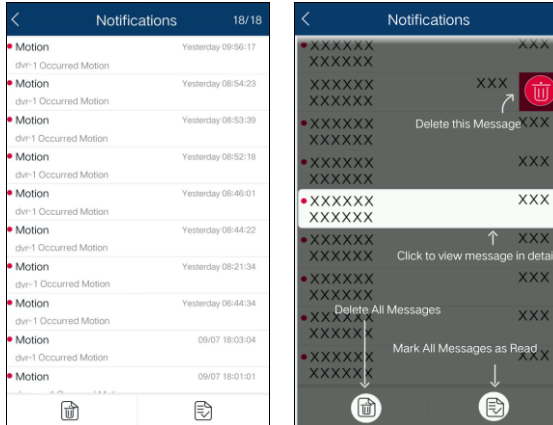 Notifications 18/18
Motion Yesterday 09:56:17
dvr-1 Occurred Motion
Motion Yesterday 08:54:23
dvr-1 Occurred Motion
Motion Yesterday 08:53:39
dvr-1 Occurred Motion
Motion Yesterday 08:52:18
dvr-1 Occurred Motion
Motion Yesterday 08:46:01
dvr-1 Occurred Motion
Motion Yesterday 08:44:22
dvr-1 Occurred Motion
Motion Yesterday 08:21:34
dvr-1 Occurred Motion
Motion Yesterday 06:44:34
dvr-1 Occurred Motion
Motion 09/07 18:03:04
dvr-1 Occurred Motion
Motion 09/07 18:01:01
Notifications
XXXXXX XXX
XXXXXX
XXXXXX XXX
XXXXXX
Delete this Message
XXXXXX XXX
XXXXXX
XXXXXX XXX
XXXXXX
XXXXXX XXX
XXXXXX
XXXXXX XXX
XXXXXX
Click to view message in detai
XXXXXX XXX
XXXXXX
Delete All Messages
XXXXXX XXX
XXXXXX
Mark All Messages as Read
XXXXXX XXX
XXXXXX